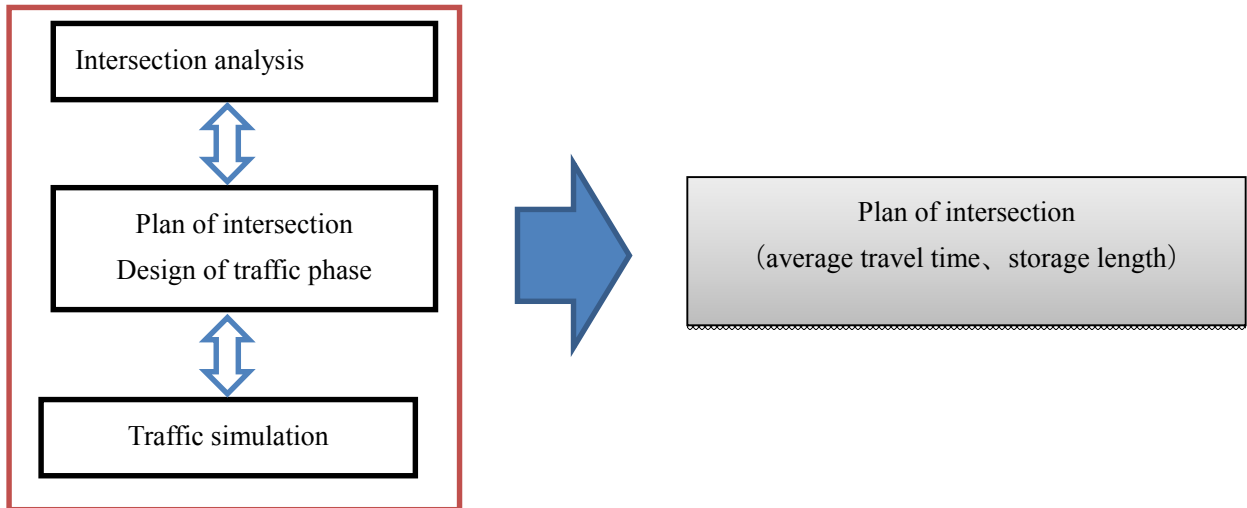 Intersection analysis
Plan of intersection
Design of traffic phase
Traffic simulation
Plan of intersection
（average travel time、storage length）